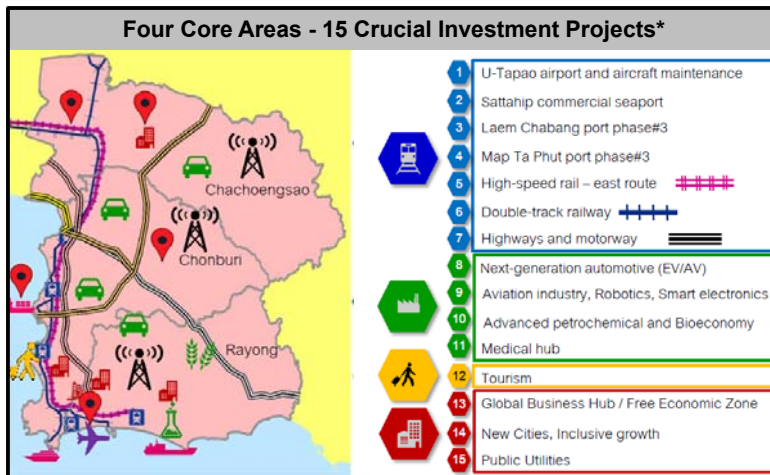 Four Core Areas - 15 Crucial Investment Projects*
Chachoengsao
Chonburi
Rayong
1 U-Tapao airport and aircraft maintenance
2 Sattahip commercial seaport
3 Laem Chabang port phase#3
4 Map Ta Phut port phase#3
5 High-speed rail – east route
6 Double-track railway
7 Highways and motorway
8 Next-generation automotive (EV/AV)
9 Aviation industry, Robotics, Smart electronics
10 Advanced petrochemical and Bioeconomy
11 Medical hub
12 Tourism
13 Global Business Hub / Free Economic Zone
14 New Cities, Inclusive growth
15 Public Utilities